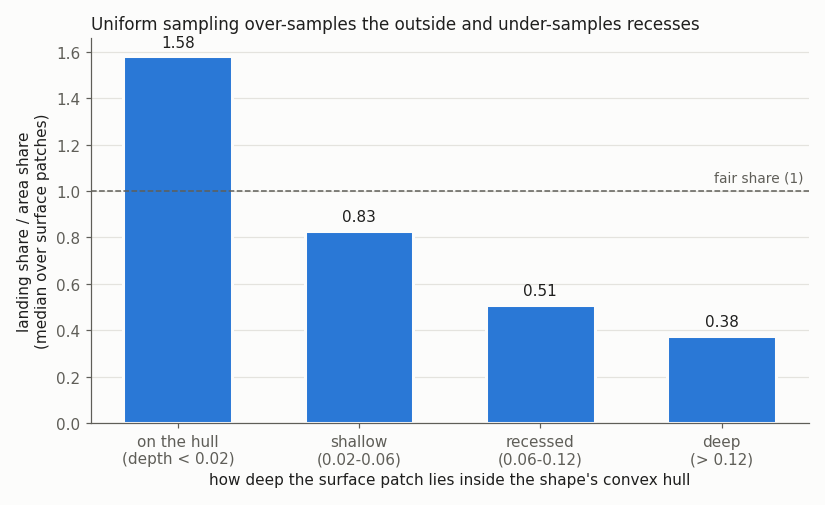 Uniform sampling over-samples the outside and under-samples recesses
landing share / area share
(median over surface patches)
1.6
1.4
1.2
1.0
0.8
0.6
0.4
0.2
0.0
1.58
0.83
0.51
0.38
fair share (1)
on the hull
(depth < 0.02)
shallow
(0.02-0.06)
recessed
(0.06-0.12)
deep
(> 0.12)
how deep the surface patch lies inside the shape's convex hull